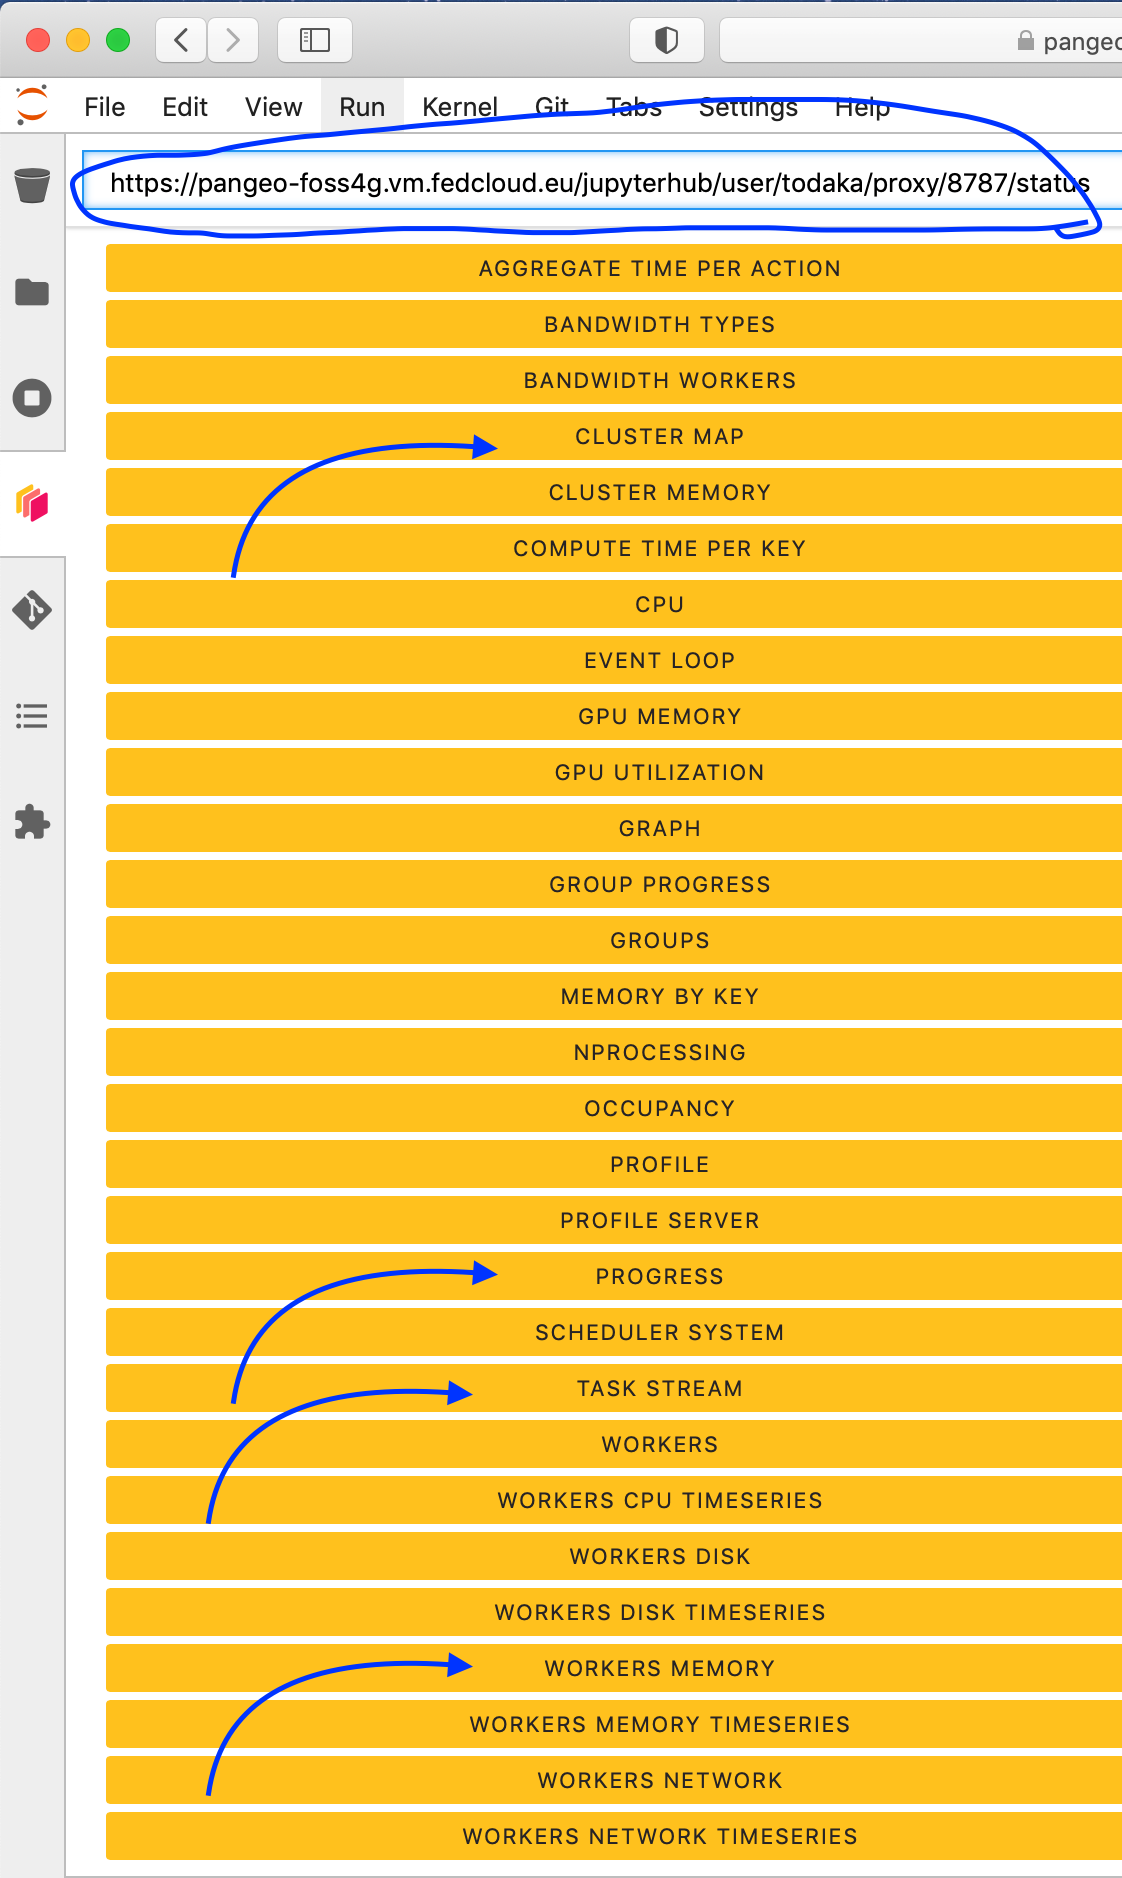 pangeo
File Edit View Run Kernel Git Tabs Settings Help
https://pangeo-foss4g.vm.fedcloud.eu/jupyterhub/user/todaka/proxy/8787/status
AGGREGATE TIME PER ACTION
BANDWIDTH TYPES
BANDWIDTH WORKERS
CLUSTER MAP
CLUSTER MEMORY
COMPUTE TIME PER KEY
CPU
EVENT LOOP
GPU MEMORY
GPU UTILIZATION
GRAPH
GROUP PROGRESS
GROUPS
MEMORY BY KEY
NPROCESSING
OCCUPANCY
PROFILE
PROFILE SERVER
PROGRESS
SCHEDULER SYSTEM
TASK STREAM
WORKERS
WORKERS CPU TIMESERIES
WORKERS DISK
WORKERS DISK TIMESERIES
WORKERS MEMORY
WORKERS MEMORY TIMESERIES
WORKERS NETWORK
WORKERS NETWORK TIMESERIES